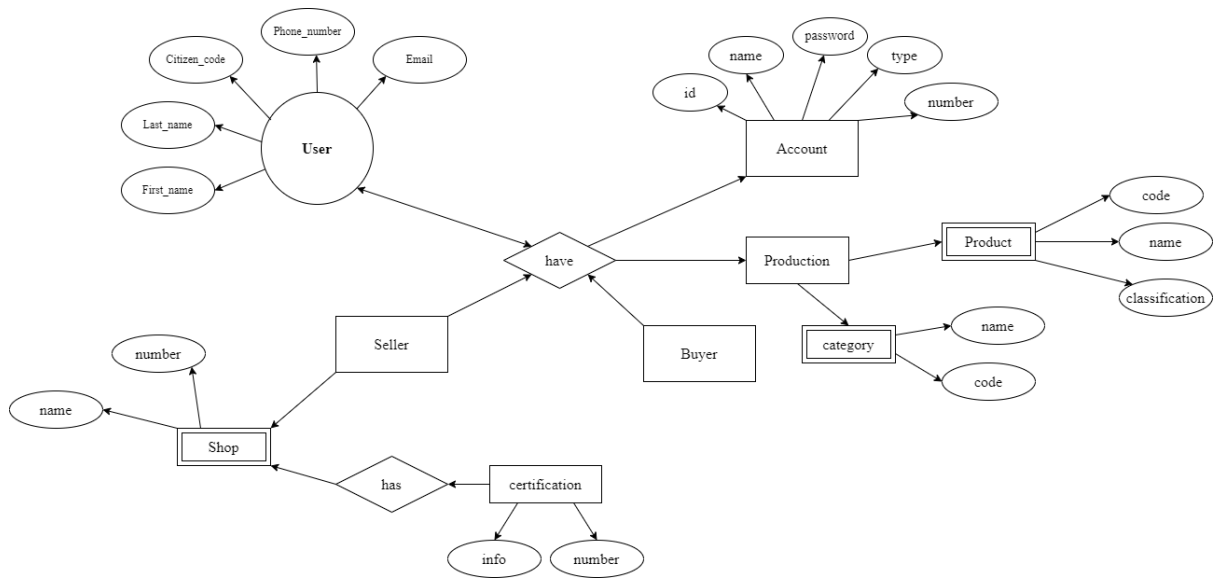 Phone_number
Citizen_code
Email
Last_name
User
First_name
password
name
type
id
number
Account
code
Product
name
have
Production
classification
Seller
Buyer
category
name
code
number
name
Shop
has
certification
info
number